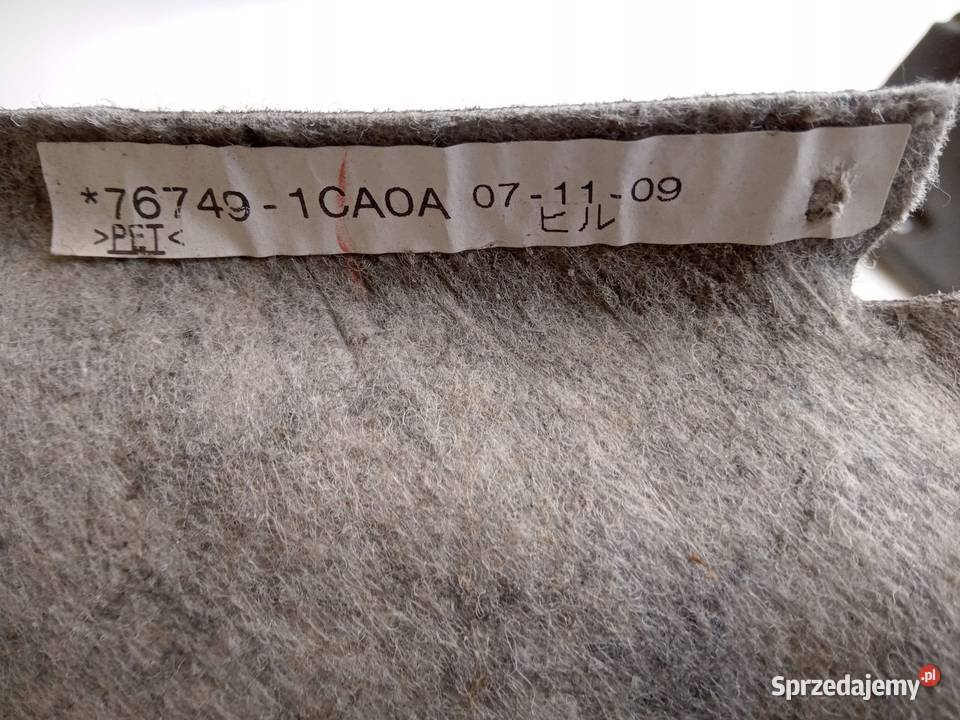 *76749-1CA0A 07-11-09
>PET< ヒル
Sprzedajemy.pl